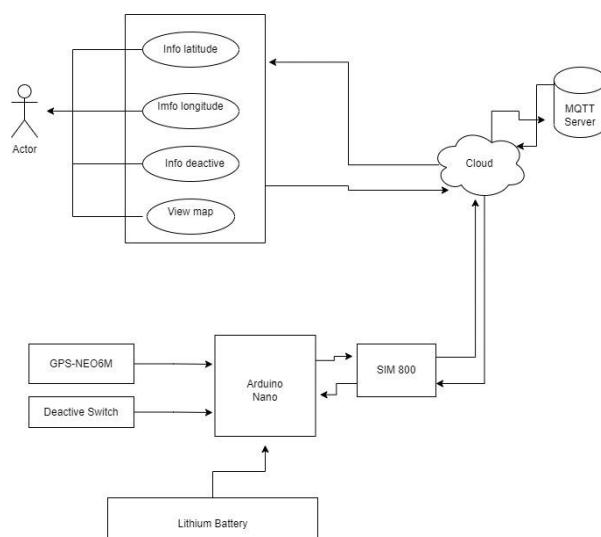 Info latitude
Imfo longitude
Info deactive
View map
Actor
Cloud
MQTT
Server
GPS-NEO6M
Deactive Switch
Arduino
Nano
SIM 800
Lithium Battery